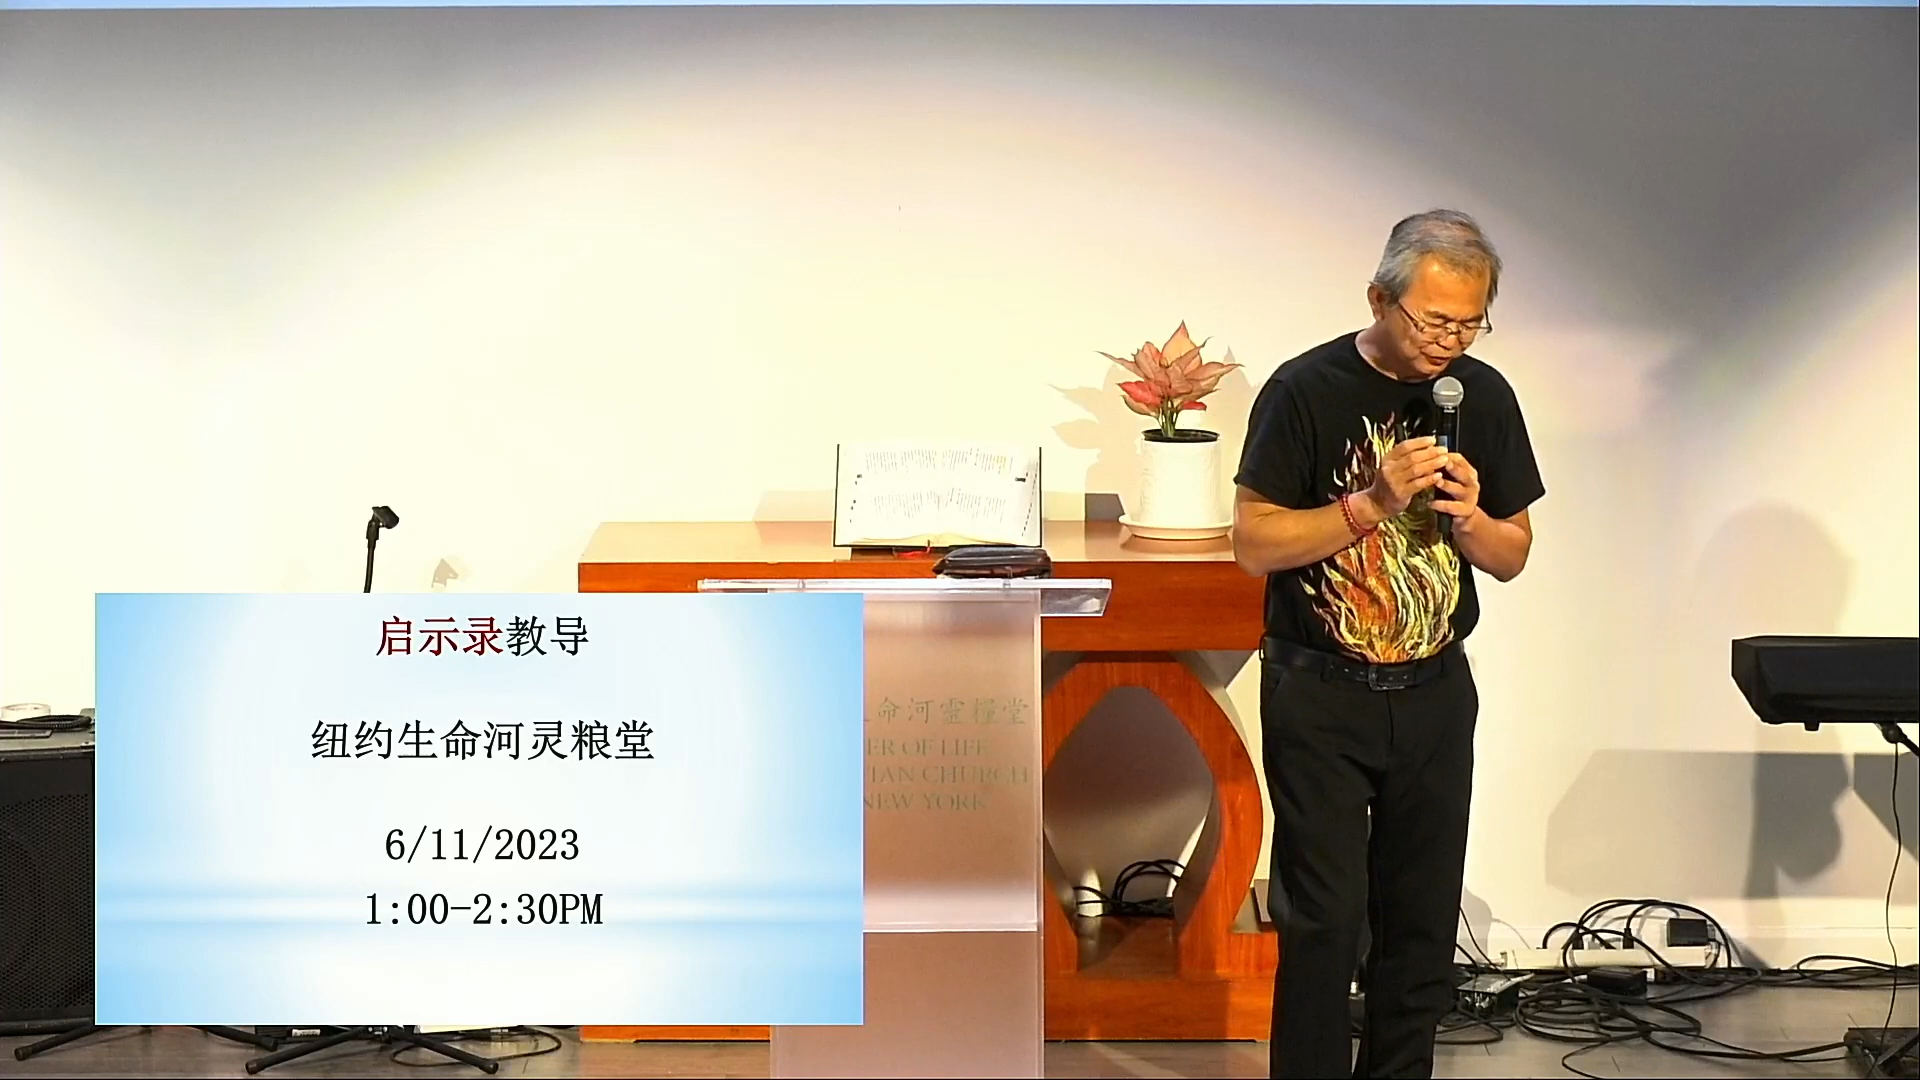 启示录教导
纽约生命河灵粮堂
6/11/2023
1:00-2:30PM
命河靈糧堂
ER OF LIFE
TIAN CHURCH
NEW YORK